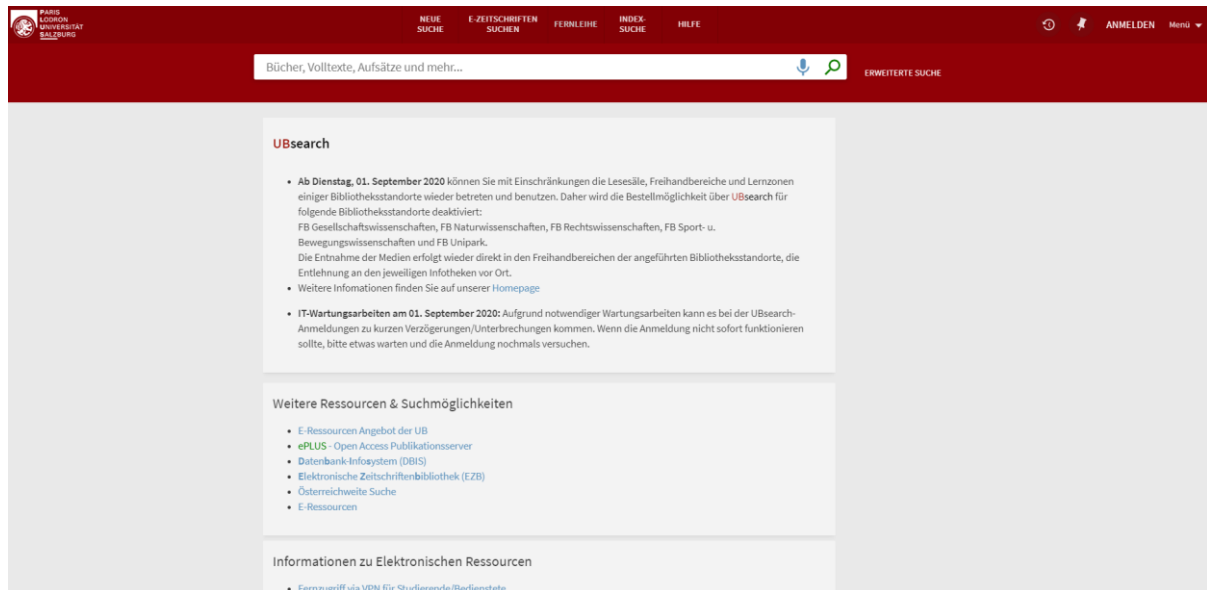 PARIS
LODRON
UNIVERSITÄT
SALZBURG
NEUE
SUCHE
E-ZEITSCHRIFTEN
SUCHEN
FERNLEIHE
INDEX-
SUCHE
HILFE
ANMELDEN
Menü
Bücher, Volltexte, Aufsätze und mehr...
ERWEITERTE SUCHE
UBsearch
• Ab Dienstag, 01. September 2020 können Sie mit Einschränkungen die Lesesäle, Freihandbereiche und Lernzonen
einiger Bibliotheksstandorte wieder betreten und benutzen. Daher wird die Bestellmöglichkeit über UBsearch für
folgende Bibliotheksstandorte deaktiviert:
FB Gesellschaftswissenschaften, FB Naturwissenschaften, FB Rechtswissenschaften, FB Sport- u.
Bewegungswissenschaften und FB Unipark.
Die Entnahme der Medien erfolgt wieder direkt in den Freihandbereichen der angeführten Bibliotheksstandorte, die
Entlehnung an den jeweiligen Infotheken vor Ort.
• Weitere Infomationen finden Sie auf unserer Homepage
• IT-Wartungsarbeiten am 01. September 2020: Aufgrund notwendiger Wartungsarbeiten kann es bei der UBsearch-
Anmeldungen zu kurzen Verzögerungen/Unterbrechungen kommen. Wenn die Anmeldung nicht sofort funktionieren
sollte, bitte etwas warten und die Anmeldung nochmals versuchen.
Weitere Ressourcen & Suchmöglichkeiten
• E-Ressourcen Angebot der UB
• ePLUS - Open Access Publikationsserver
• Datenbank-Infosystem (DBIS)
• Elektronische Zeitschriftenbibliothek (EZB)
• Österreichweite Suche
• E-Ressourcen
Informationen zu Elektronischen Ressourcen
• Fernzugriff via VPN für Studierende/Bedienstete